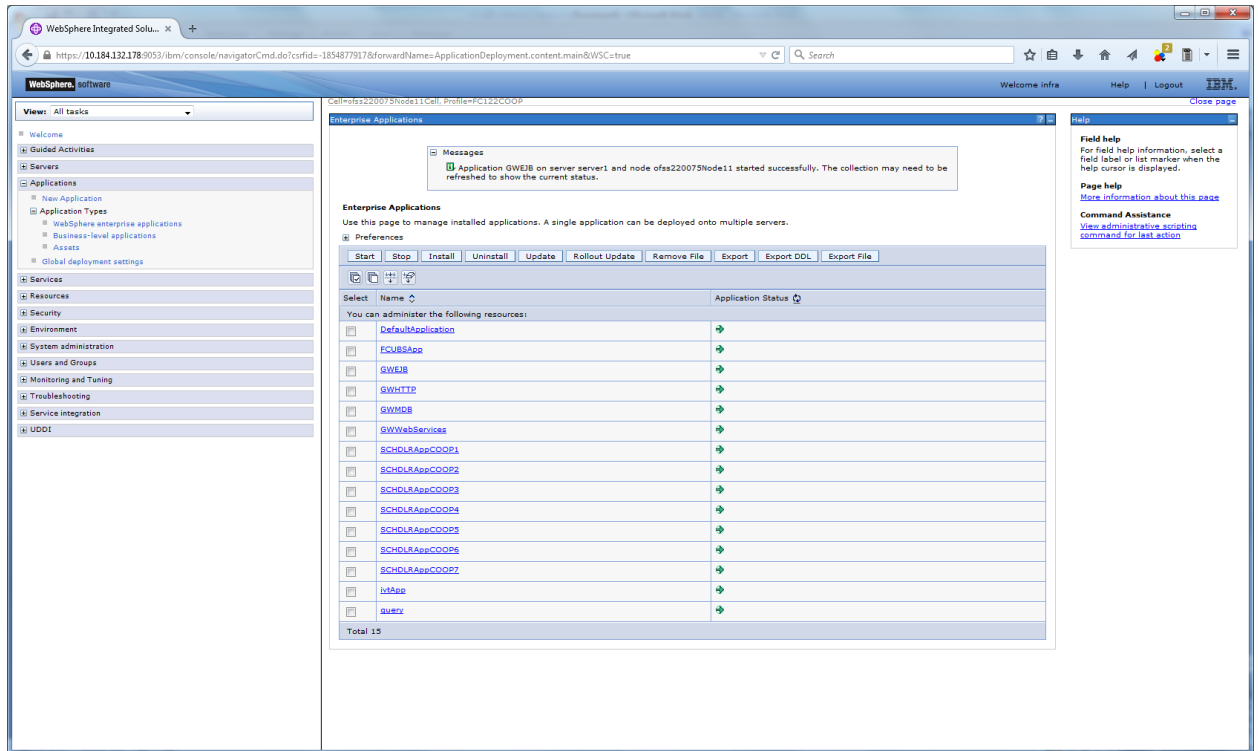 WebSphere Integrated Solu... × +
https://10.184.132.178:9053/ibm/console/navigatorCmd.do?csrfid=-1854877917&forwardName=ApplicationDeployment.content.main&WSC=true
Search
2
WebSphere. software
Welcome infra
Help | Logout
IBM.
View: All tasks
Welcome
Guided Activities
Servers
Applications
New Application
Application Types
WebSphere enterprise applications
Business-level applications
Assets
Global deployment settings
Services
Resources
Security
Environment
System administration
Users and Groups
Monitoring and Tuning
Troubleshooting
Service integration
UDDI
Cell=ofss220075Node11Cell, Profile=FC122COOP
Close page
Enterprise Applications
Messages
Application GWEJB on server server1 and node ofss220075Node11 started successfully. The collection may need to be
refreshed to show the current status.
Enterprise Applications
Use this page to manage installed applications. A single application can be deployed onto multiple servers.
Preferences
Start Stop Install Uninstall Update Rollout Update Remove File Export Export DDL Export File
Select Name Application Status
You can administer the following resources:
DefaultApplication
FCUBSApp
GWEJB
GWHTTP
GWMDB
GWWebServices
SCHDLRAppCOOP1
SCHDLRAppCOOP2
SCHDLRAppCOOP3
SCHDLRAppCOOP4
SCHDLRAppCOOP5
SCHDLRAppCOOP6
SCHDLRAppCOOP7
ivtApp
query
Total 15
Help
Field help
For field help information, select a
field label or list marker when the
help cursor is displayed.
Page help
More information about this page
Command Assistance
View administrative scripting
command for last action